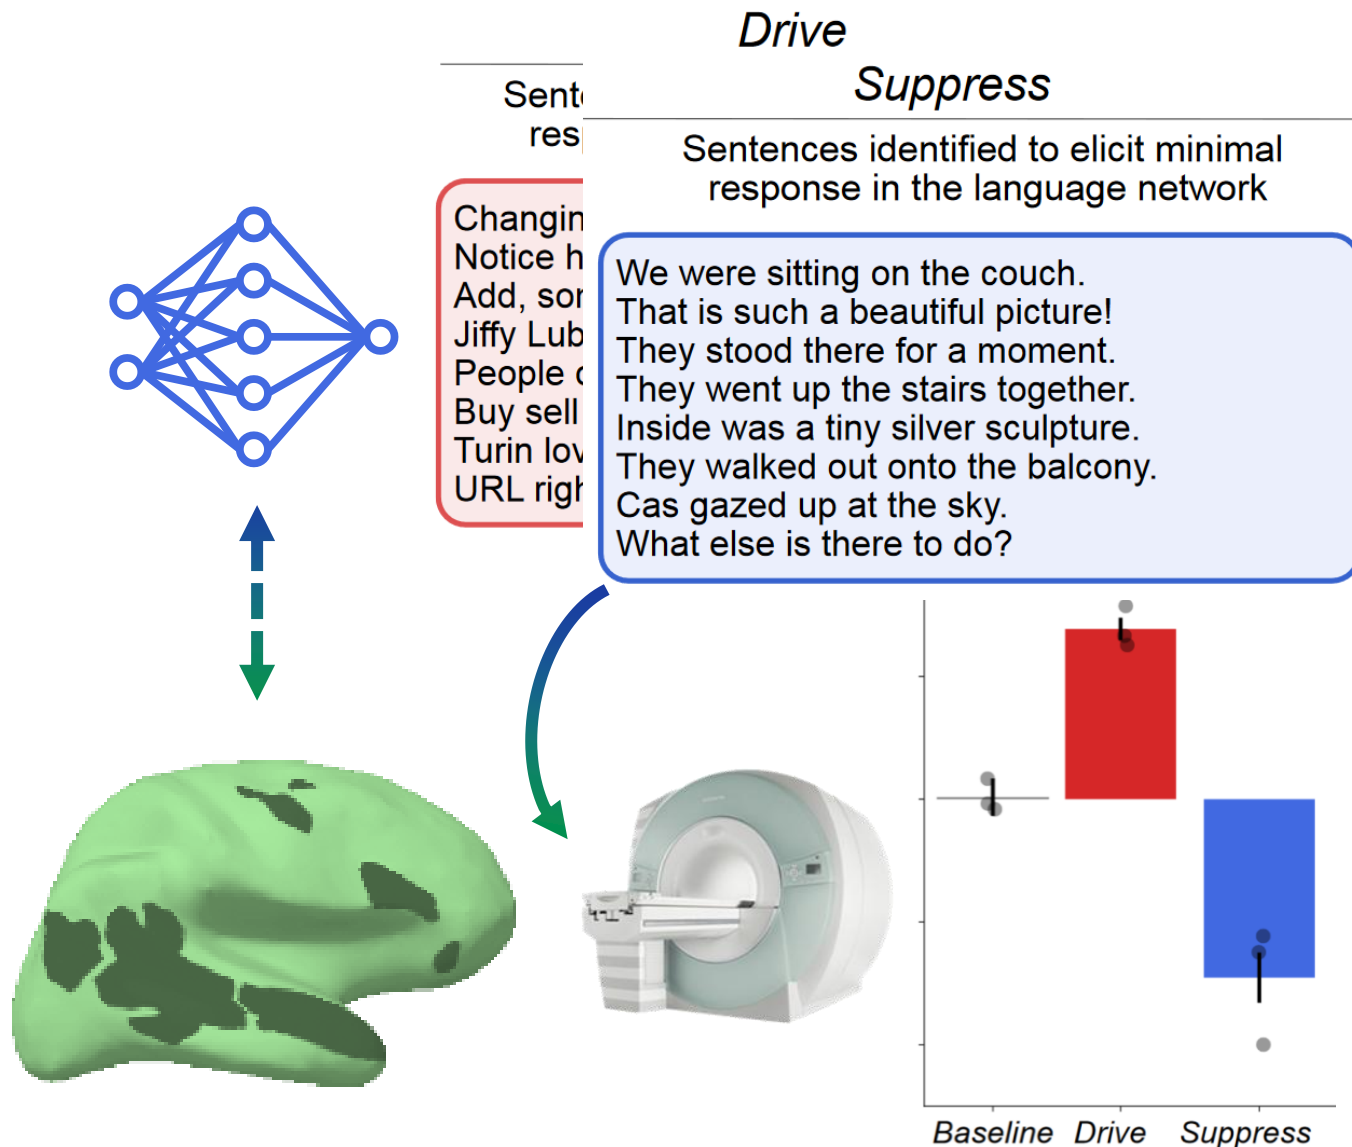 Drive
Suppress
Sentences identified to elicit minimal
response in the language network
Changin
Notice h
Add, sor
Jiffy Lub
People
Buy sell
Turin lov
URL righ
We were sitting on the couch.
That is such a beautiful picture!
They stood there for a moment.
They went up the stairs together.
Inside was a tiny silver sculpture.
They walked out onto the balcony.
Cas gazed up at the sky.
What else is there to do?
Baseline Drive Suppress